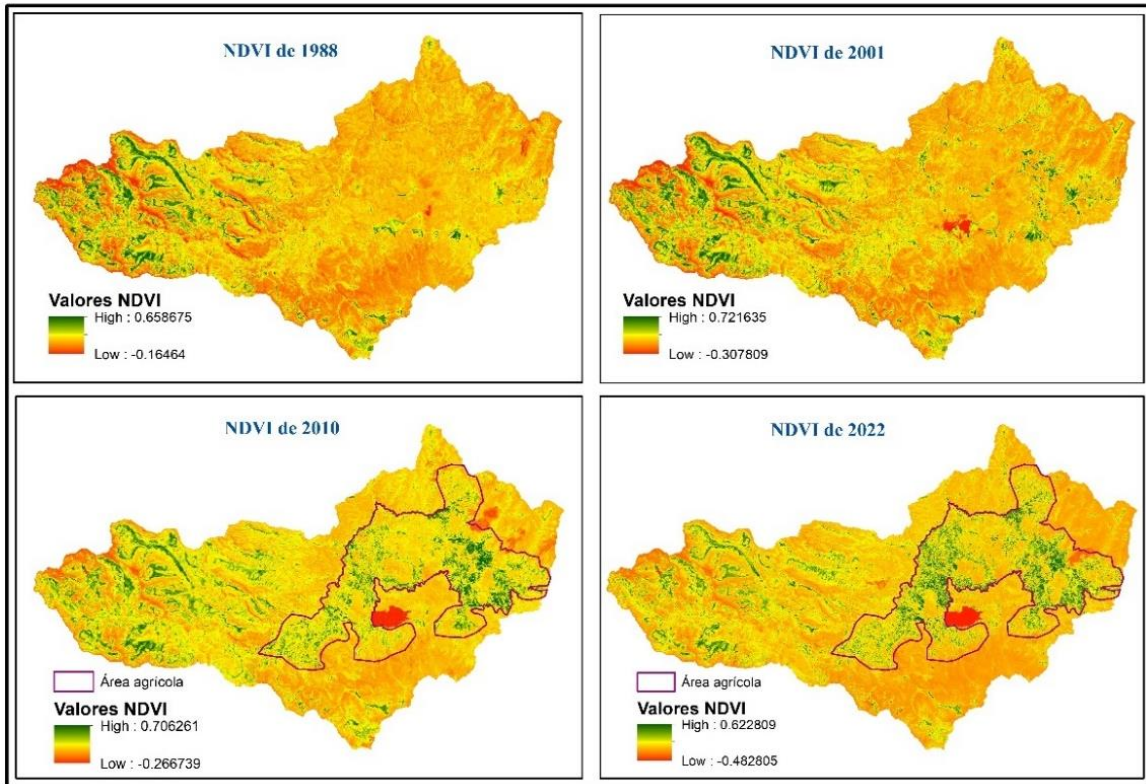 NDVI de 1988
Valores NDVI
High : 0.658675
Low : -0.16464
NDVI de 2001
Valores NDVI
High : 0.721635
Low : -0.307809
NDVI de 2010
Área agrícola
Valores NDVI
High : 0.706261
Low : -0.266739
NDVI de 2022
Área agrícola
Valores NDVI
High : 0.622809
Low : -0.482805